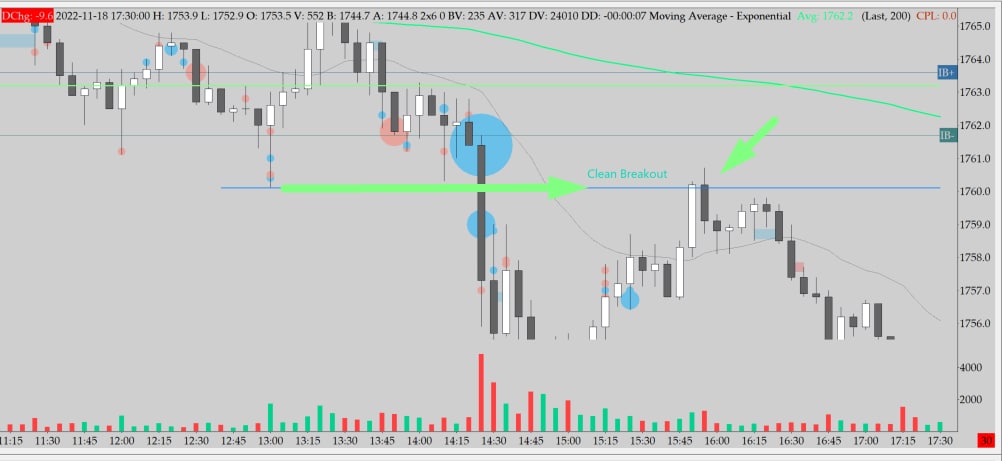 DChg: -9.6 2022-11-18 17:30:00 H: 1753.9 L: 1752.9 O: 1753.5 V: 552 B: 1744.7 A: 1744.8 2x6 0 BV: 235 AV: 317 DV: 24010 DD: -00:00:07 Moving Average - Exponential Avg: 1762.2 (Last, 200) CPL: 0.0
1765.0
1764.0
IB+
1763.0
1762.0
IB-
1761.0
Clean Breakout
1760.0
1759.0
1758.0
1757.0
1756.0
4000
2000
11:15 11:30 11:45 12:00 12:15 12:30 12:45 13:00 13:15 13:30 13:45 14:00 14:15 14:30 14:45 15:00 15:15 15:30 15:45 16:00 16:15 16:30 16:45 17:00 17:15 17:30 30